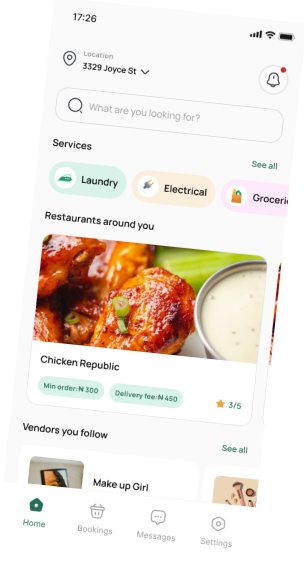 17:26
Location
3329 Joyce St
What are you looking for?
Services
See all
Laundry
Electrical
Groceri
Restaurants around you
Chicken Republic
Min order:₦ 300
Delivery fee:₦ 450
3/5
Vendors you follow
See all
Make up Girl
Home
Bookings
Messages
Settings